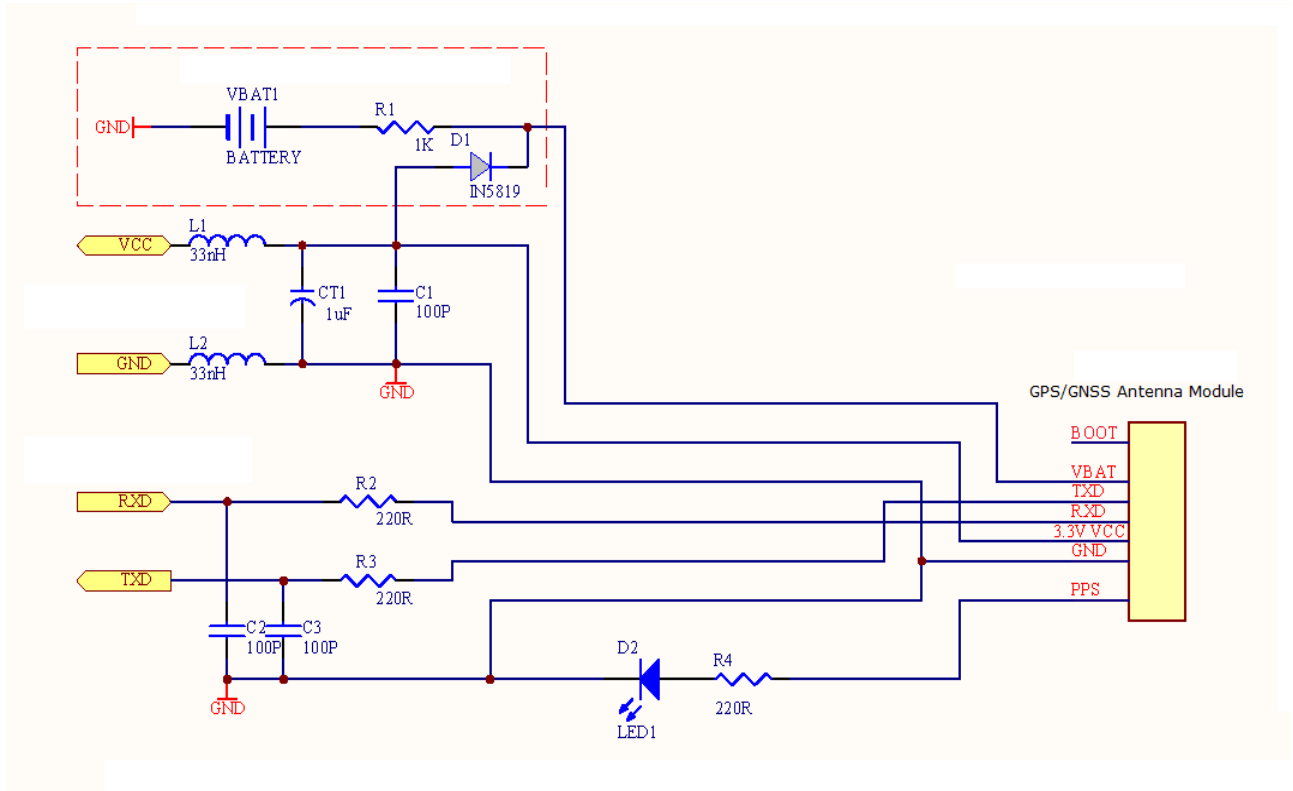 VBAT1
GND
BATTERY
R1
1K
D1
IN5819
L1
VCC
33nH
CT1
1uF
C1
100P
L2
GND
33nH
GND
GPS/GNSS Antenna Module
BOOT
VBAT
TXD
RXD
3.3V VCC
GND
PPS
RXD
R2
220R
TXD
R3
220R
C2
100P
C3
100P
GND
D2
LED1
R4
220R